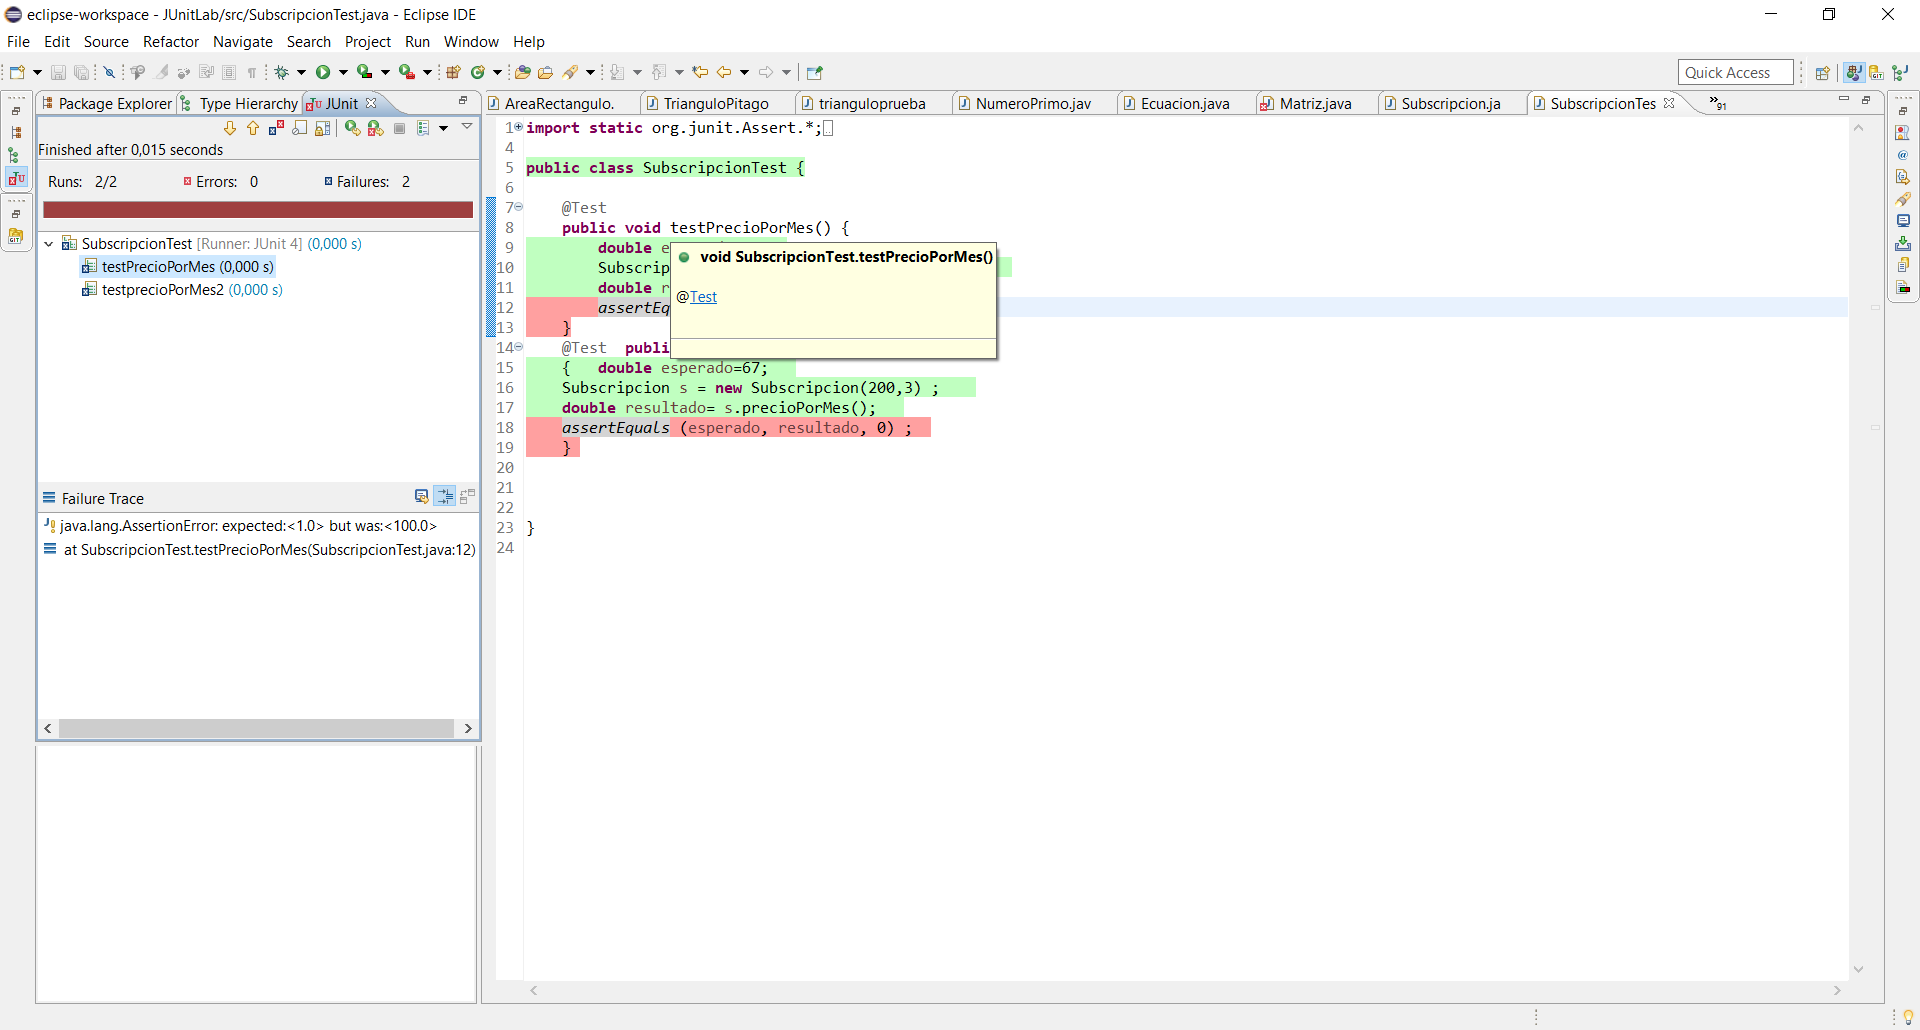 eclipse-workspace - JUnitLab/src/SubscripcionTest.java - Eclipse IDE
File Edit Source Refactor Navigate Search Project Run Window Help
Quick Access
Package Explorer Type Hierarchy JUnit
AreaRectangulo. TrianguloPitago trianguloprueba NumeroPrimo.jav Ecuacion.java Matriz.java Subscripcion.ja SubscripcionTes »91
Finished after 0,015 seconds
Runs: 2/2 Errors: 0 Failures: 2
SubscripcionTest [Runner: JUnit 4] (0,000 s)
testPrecioPorMes (0,000 s)
testprecioPorMes2 (0,000 s)
Failure Trace
java.lang.AssertionError: expected:<1.0> but was:<100.0>
at SubscripcionTest.testPrecioPorMes(SubscripcionTest.java:12)
1 import static org.junit.Assert.*;
4
5 public class SubscripcionTest {
6
7 @Test
8 public void testPrecioPorMes() {
9 double e
10 Subscrip
11 double r
12 assertEq
13 }
14 @Test publi
15 { double esperado=67;
16 Subscripcion s = new Subscripcion(200,3) ;
17 double resultado= s.precioPorMes();
18 assertEquals (esperado, resultado, 0) ;
19 }
20
21
22
23 }
24
void SubscripcionTest.testPrecioPorMes()
@Test